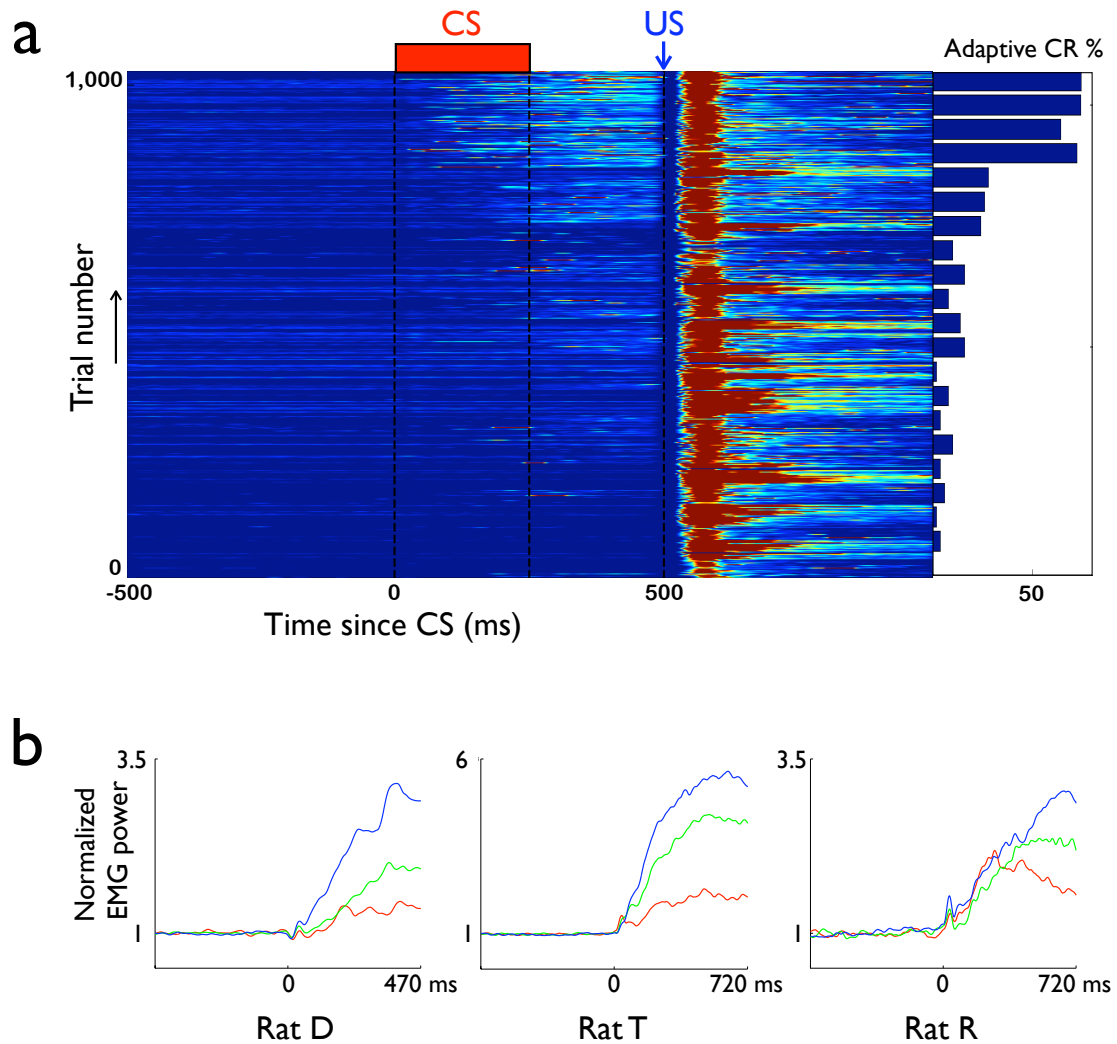 a
CS
US
Adaptive CR %
1,000
Trial number
0
-500
0
500
50
Time since CS (ms)
b
3.5
6
3.5
Normalized
EMG power
1
1
1
0
470 ms
0
720 ms
0
720 ms
Rat D
Rat T
Rat R